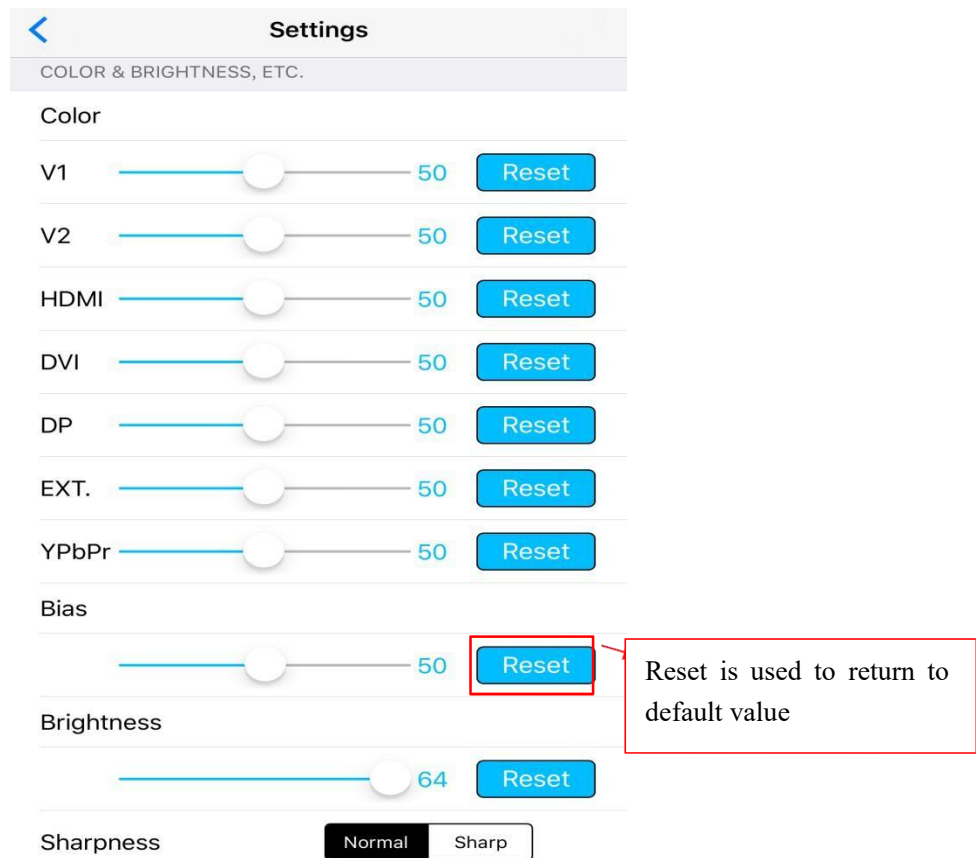 Settings
COLOR & BRIGHTNESS, ETC.
Color
V1 50 Reset
V2 50 Reset
HDMI 50 Reset
DVI 50 Reset
DP 50 Reset
EXT. 50 Reset
YPbPr 50 Reset
Bias
50 Reset
Reset is used to return to
default value
Brightness
64 Reset
Sharpness Normal Sharp